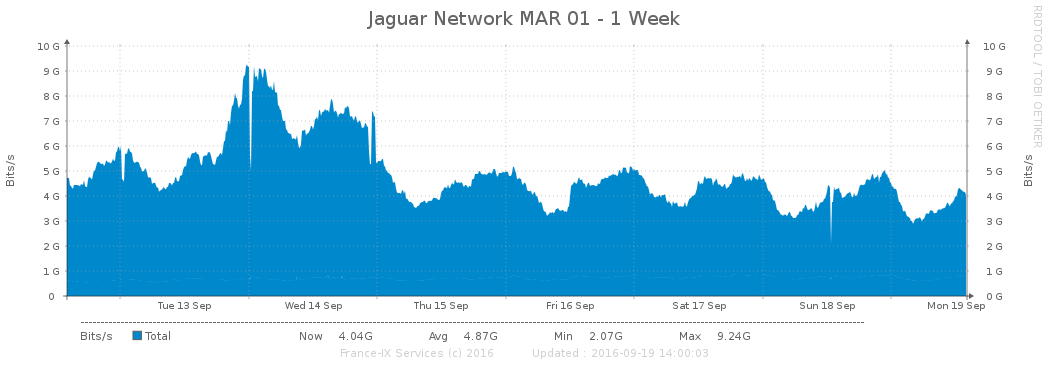 Jaguar Network MAR 01 - 1 Week
RRDTOOL / TOBI OETIKER
Bits/s
10 G
9 G
8 G
7 G
6 G
5 G
4 G
3 G
2 G
1 G
0
10 G
9 G
8 G
7 G
6 G
5 G
4 G
3 G
2 G
1 G
0 G
Bits/s
Tue 13 Sep Wed 14 Sep Thu 15 Sep Fri 16 Sep Sat 17 Sep Sun 18 Sep Mon 19 Sep
Bits/s Total Now 4.04G Avg 4.87G Min 2.07G Max 9.24G
France-IX Services (c) 2016 Updated : 2016-09-19 14:00:03